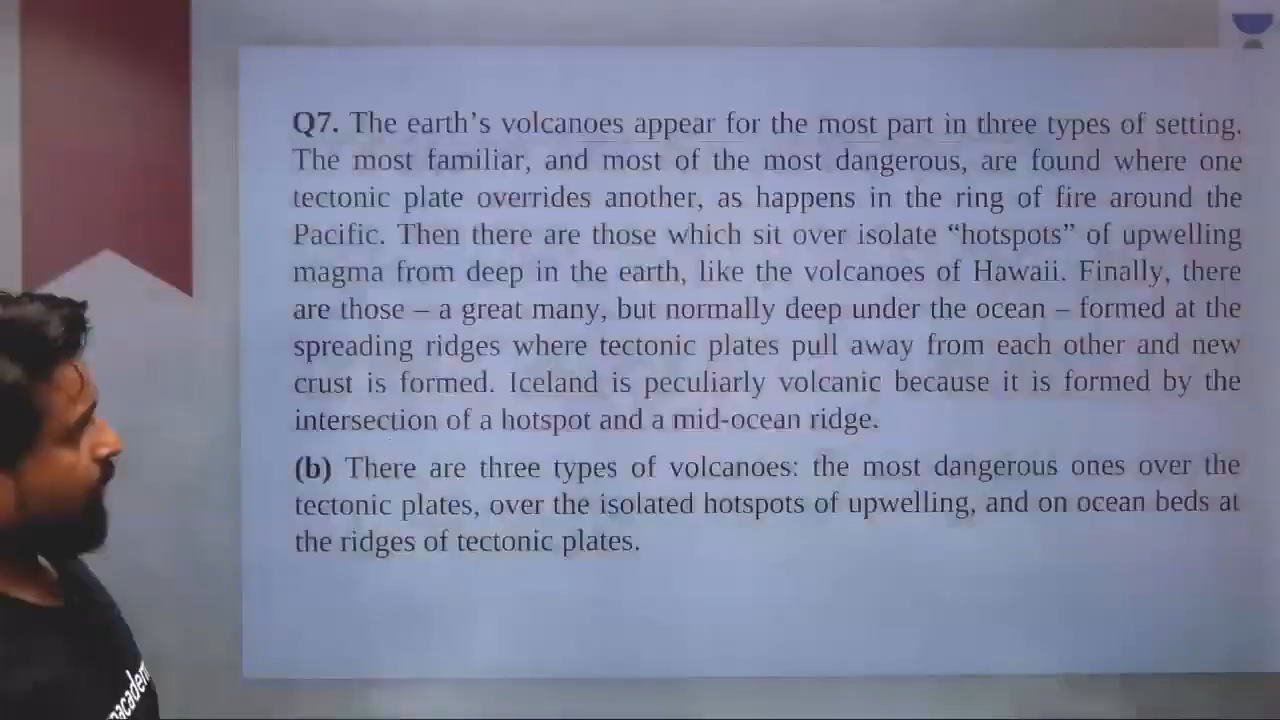 Q7. The earth's volcanoes appear for the most part in three types of setting.
The most familiar, and most of the most dangerous, are found where one
tectonic plate overrides another, as happens in the ring of fire around the
Pacific. Then there are those which sit over isolate “hotspots” of upwelling
magma from deep in the earth, like the volcanoes of Hawaii. Finally, there
are those – a great many, but normally deep under the ocean – formed at the
spreading ridges where tectonic plates pull away from each other and new
crust is formed. Iceland is peculiarly volcanic because it is formed by the
intersection of a hotspot and a mid-ocean ridge.
(b) There are three types of volcanoes: the most dangerous ones over the
tectonic plates, over the isolated hotspots of upwelling, and on ocean beds at
the ridges of tectonic plates.